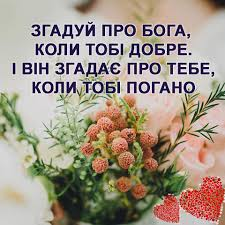 ЗГАДУЙ ПРО БОГА,
КОЛИ ТОБІ ДОБРЕ.
І ВІН ЗГАДАЄ ПРО ТЕБЕ,
КОЛИ ТОБІ ПОГАНО